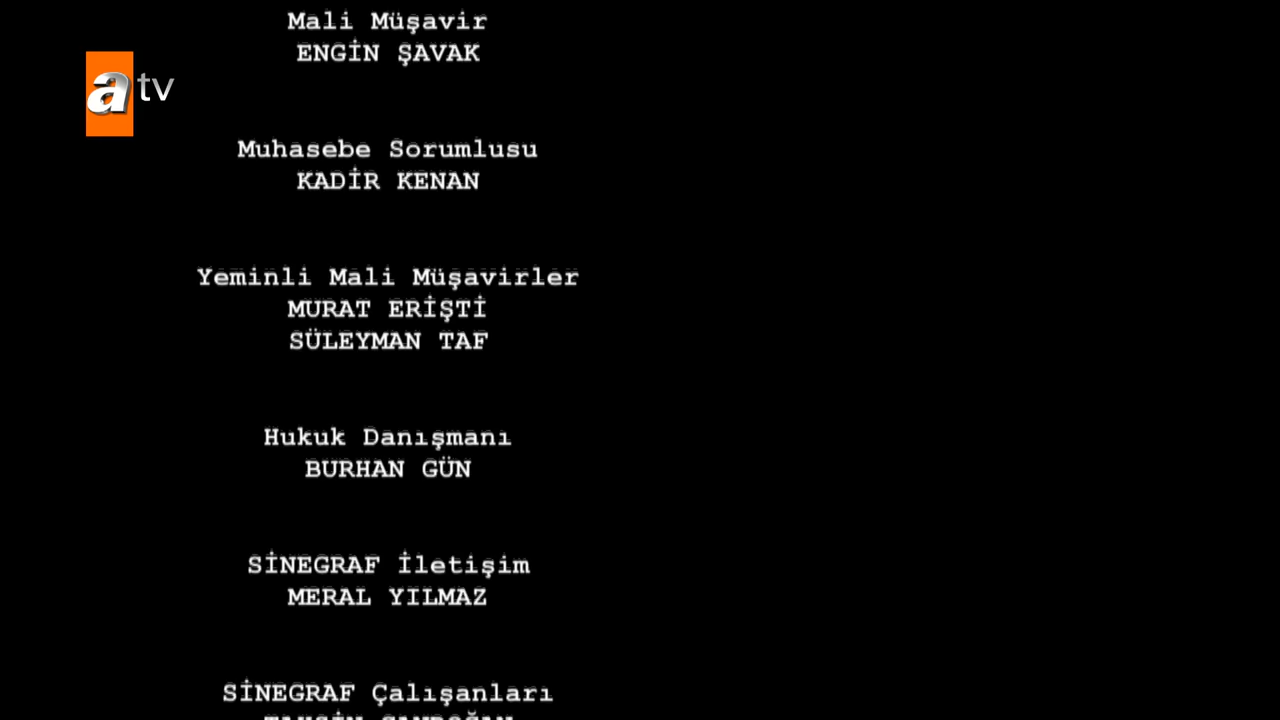 Mali Müşavir
ENGİN ŞAVAK
atv
Muhasebe Sorumlusu
KADİR KENAN
Yeminli Mali Müşavirler
MURAT ERİŞTİ
SÜLEYMAN TAF
Hukuk Danışmanı
BURHAN GÜN
SİNEGRAF İletişim
MERAL YILMAZ
SİNEGRAF Çalışanları